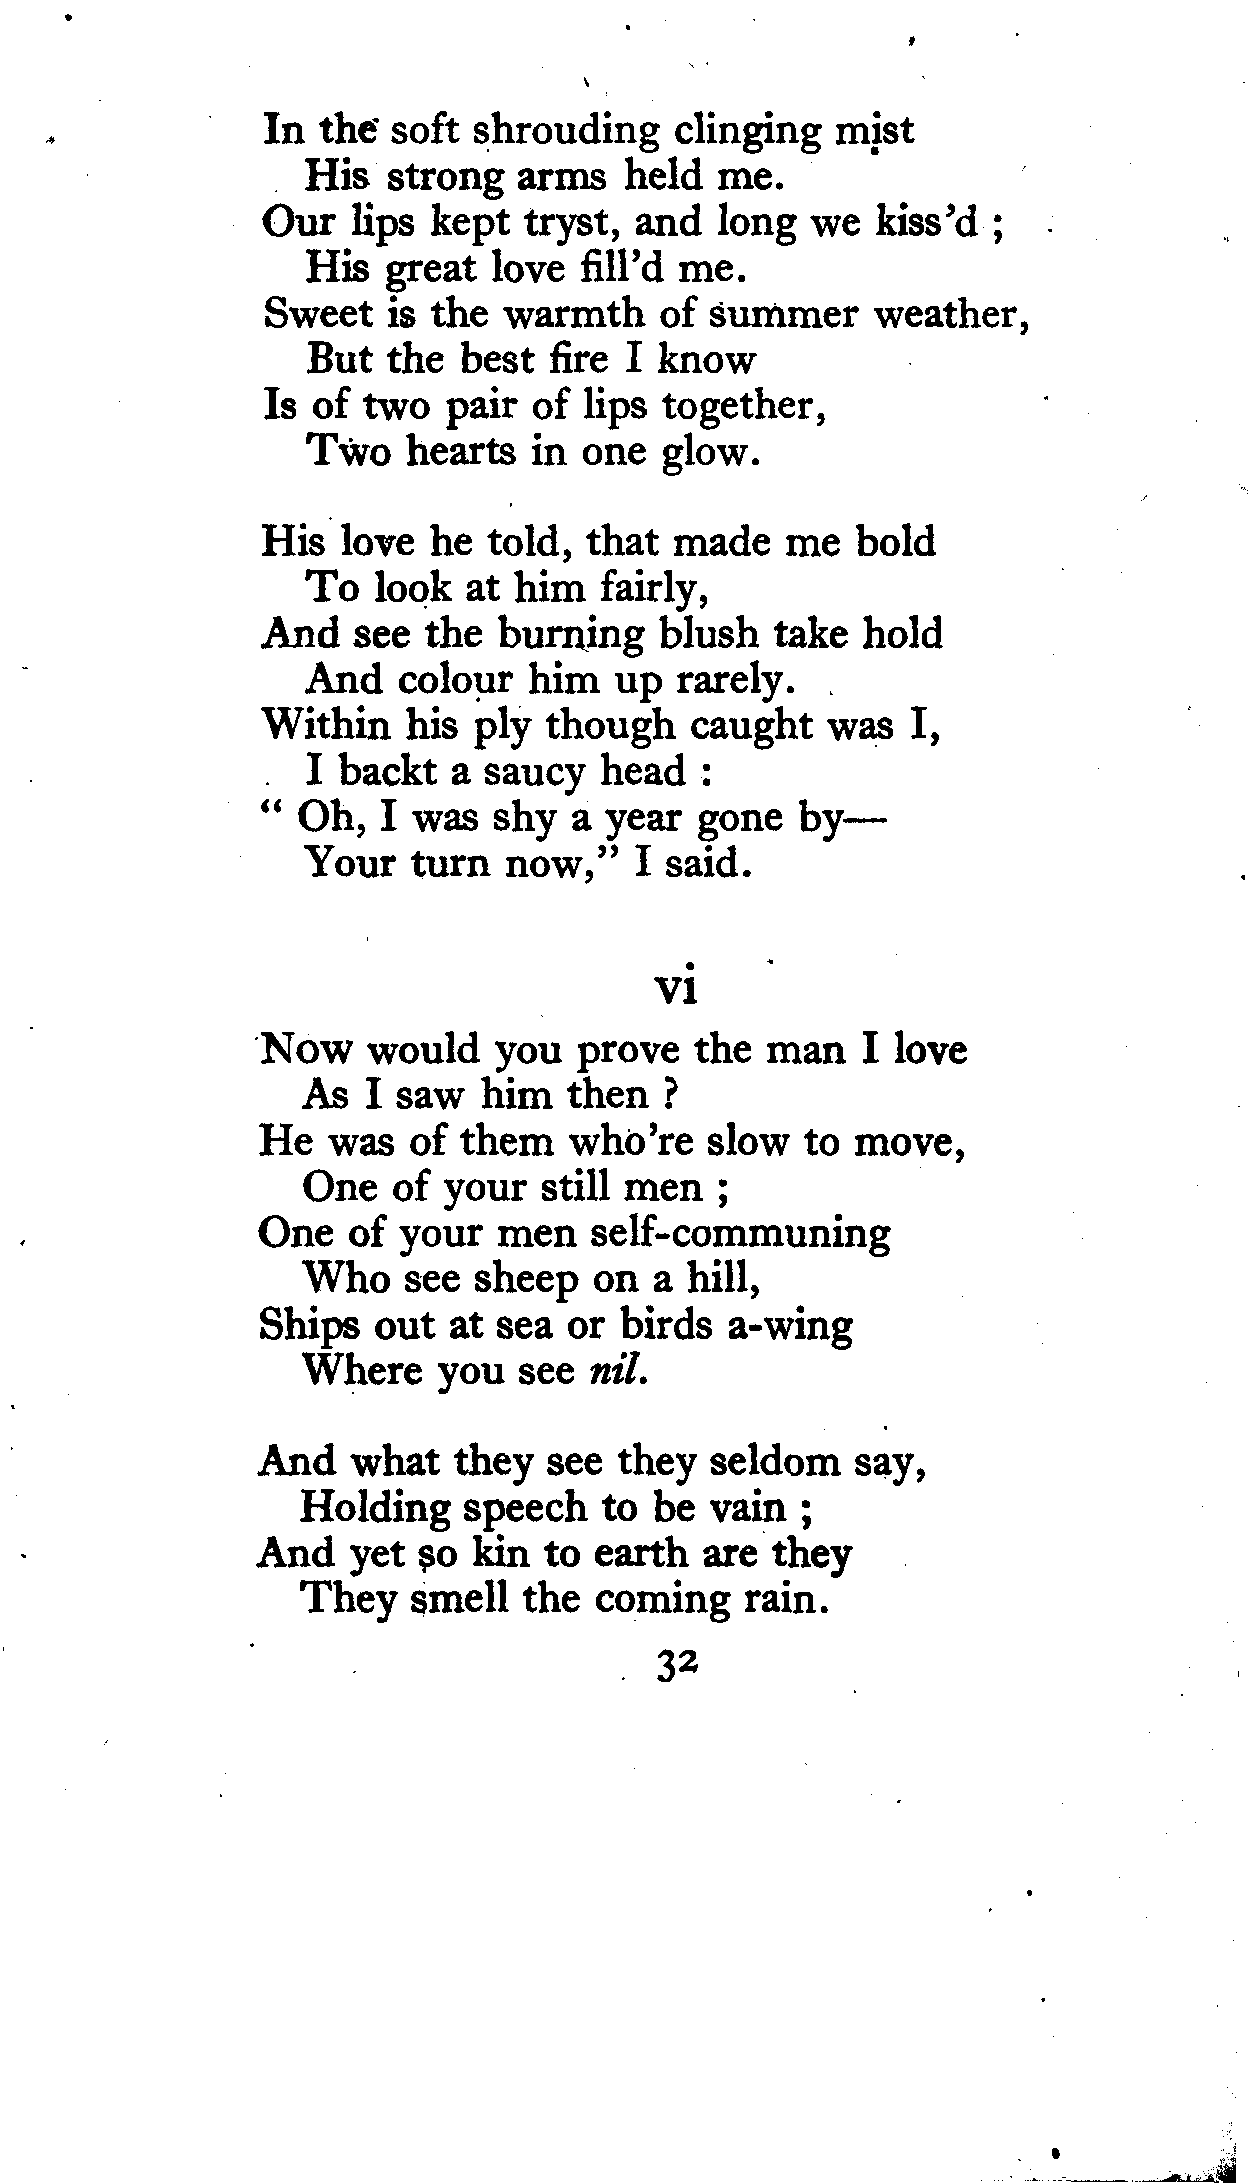 In the soft shrouding clinging mist
His strong arms held me.
Our lips kept tryst, and long we kiss'd ;
His great love fill'd me.
Sweet is the warmth of summer weather,
But the best fire I know
Is of two pair of lips together,
Two hearts in one glow.
His love he told, that made me bold
To look at him fairly,
And see the burning blush take hold
And colour him up rarely.
Within his ply though caught was I,
I backt a saucy head :
“ Oh, I was shy a year gone by—
Your turn now,” I said.
vi
Now would you prove the man I love
As I saw him then ?
He was of them who're slow to move,
One of your still men ;
One of your men self-communing
Who see sheep on a hill,
Ships out at sea or birds a-wing
Where you see nil.
And what they see they seldom say,
Holding speech to be vain ;
And yet so kin to earth are they
They smell the coming rain.
32